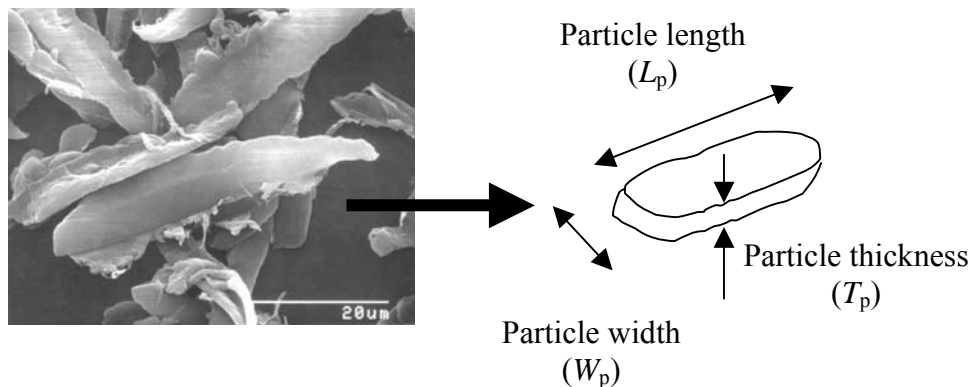 Particle length
(Lp)
20um
Particle thickness
(Tp)
Particle width
(Wp)